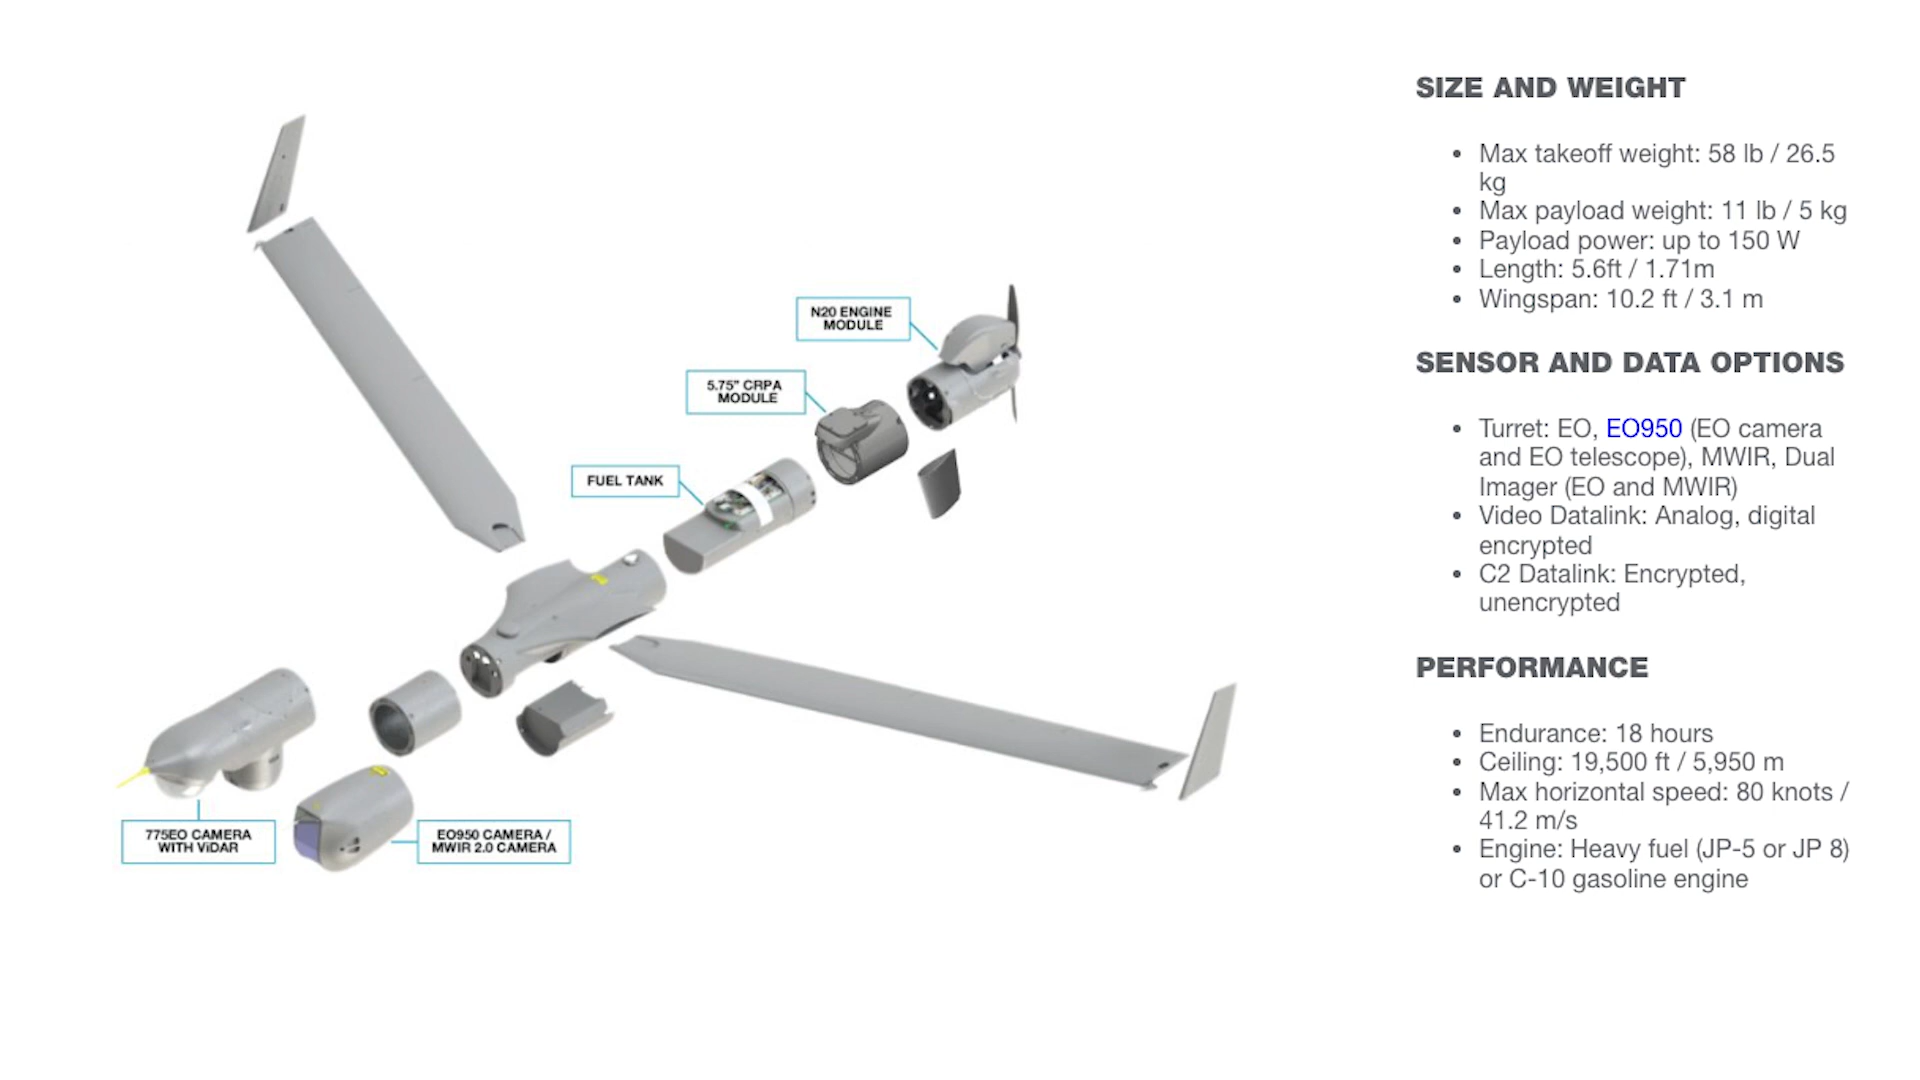 SIZE AND WEIGHT
Max takeoff weight: 58 lb / 26.5
kg
Max payload weight: 11 lb / 5 kg
Payload power: up to 150 W
Length: 5.6ft / 1.71m
Wingspan: 10.2 ft / 3.1 m
SENSOR AND DATA OPTIONS
Turret: EO, EO950 (EO camera
and EO telescope), MWIR, Dual
Imager (EO and MWIR)
Video Datalink: Analog, digital
encrypted
C2 Datalink: Encrypted,
unencrypted
PERFORMANCE
Endurance: 18 hours
Ceiling: 19,500 ft / 5,950 m
Max horizontal speed: 80 knots /
41.2 m/s
Engine: Heavy fuel (JP-5 or JP 8)
or C-10 gasoline engine
N20 ENGINE
MODULE
5.75" CRPA
MODULE
FUEL TANK
775EO CAMERA
WITH ViDAR
EO950 CAMERA /
MWIR 2.0 CAMERA